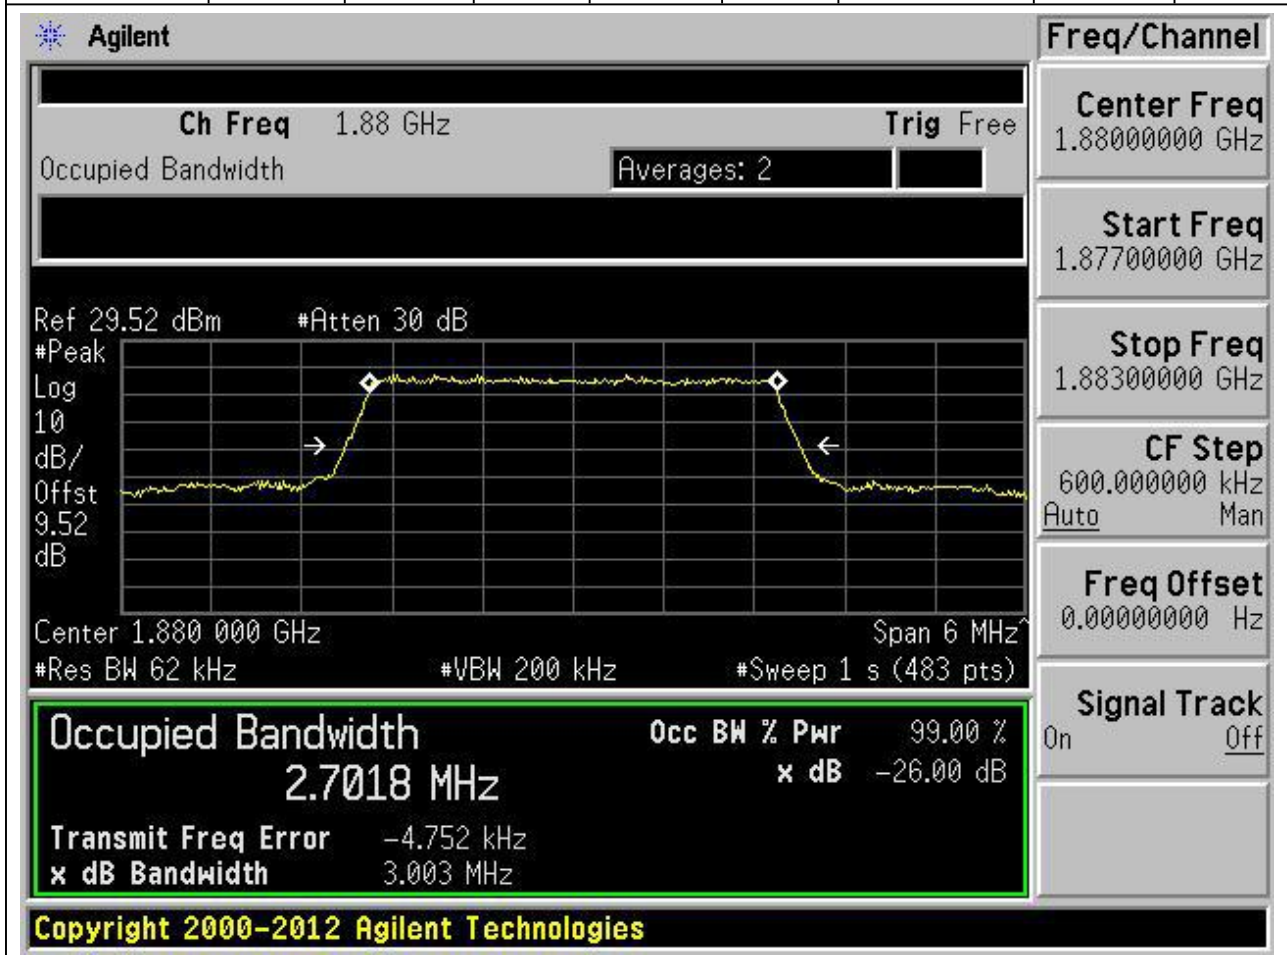 Agilent
Freq/Channel
Ch Freq 1.88 GHz Trig Free
Occupied Bandwidth Averages: 2
Center Freq
1.88000000 GHz
Start Freq
1.87700000 GHz
Stop Freq
1.88300000 GHz
CF Step
600.000000 kHz
Auto Man
Freq Offset
0.00000000 Hz
Signal Track
On Off
Ref 29.52 dBm #Atten 30 dB
#Peak
Log
10
dB/
Offst
9.52
dB
Center 1.880 000 GHz Span 6 MHz^
#Res BW 62 kHz #VBW 200 kHz #Sweep 1 s (483 pts)
Occupied Bandwidth
2.7018 MHz
Occ BW % Pwr 99.00 %
x dB -26.00 dB
Transmit Freq Error -4.752 kHz
x dB Bandwidth 3.003 MHz
Copyright 2000-2012 Agilent Technologies